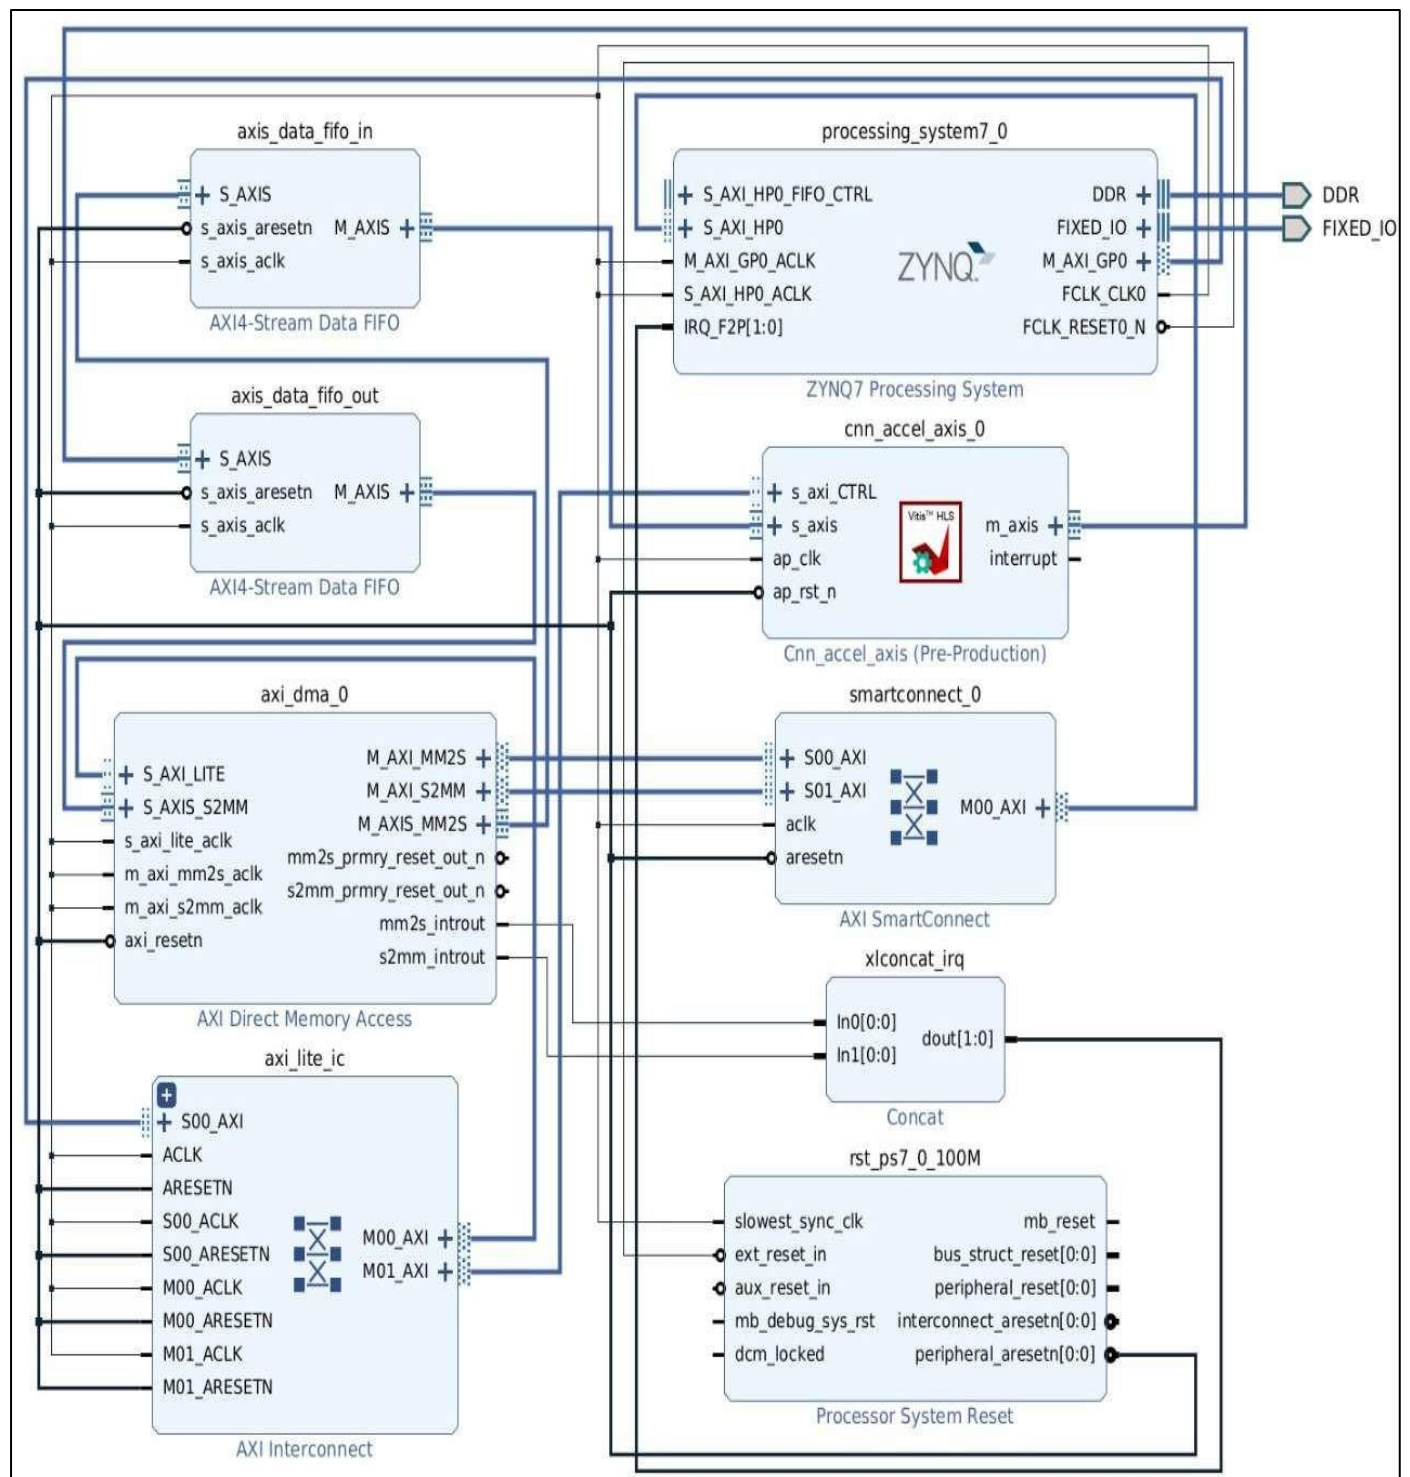 axis_data_fifo_in
S_AXIS
s_axis_aresetn
s_axis_aclk
M_AXIS
AXI4-Stream Data FIFO
processing_system7_0
S_AXI_HP0_FIFO_CTRL
S_AXI_HP0
M_AXI_GP0_ACLK
S_AXI_HP0_ACLK
IRQ_F2P[1:0]
ZYNQ
DDR
FIXED_IO
M_AXI_GP0
FCLK_CLK0
FCLK_RESET0_N
ZYNQ7 Processing System
DDR
FIXED_IO
axis_data_fifo_out
S_AXIS
s_axis_aresetn
s_axis_aclk
M_AXIS
AXI4-Stream Data FIFO
cnn_accel_axis_0
s_axi_CTRL
s_axis
ap_clk
ap_rst_n
Vitis™ HLS
m_axis
interrupt
Cnn_accel_axis (Pre-Production)
axi_dma_0
S_AXI_LITE
S_AXIS_S2MM
s_axi_lite_aclk
m_axi_mm2s_aclk
m_axi_s2mm_aclk
axi_resetn
M_AXI_MM2S
M_AXI_S2MM
M_AXIS_MM2S
mm2s_prmry_reset_out_n
s2mm_prmry_reset_out_n
mm2s_introut
s2mm_introut
AXI Direct Memory Access
smartconnect_0
S00_AXI
S01_AXI
aclk
aresetn
M00_AXI
AXI SmartConnect
xlconcat_irq
In0[0:0]
In1[0:0]
dout[1:0]
Concat
axi_lite_ic
S00_AXI
ACLK
ARESETN
S00_ACLK
S00_ARESETN
M00_ACLK
M00_ARESETN
M01_ACLK
M01_ARESETN
M00_AXI
M01_AXI
AXI Interconnect
rst_ps7_0_100M
slowest_sync_clk
ext_reset_in
aux_reset_in
mb_debug_sys_rst
dcm_locked
mb_reset
bus_struct_reset[0:0]
peripheral_reset[0:0]
interconnect_aresetn[0:0]
peripheral_aresetn[0:0]
Processor System Reset